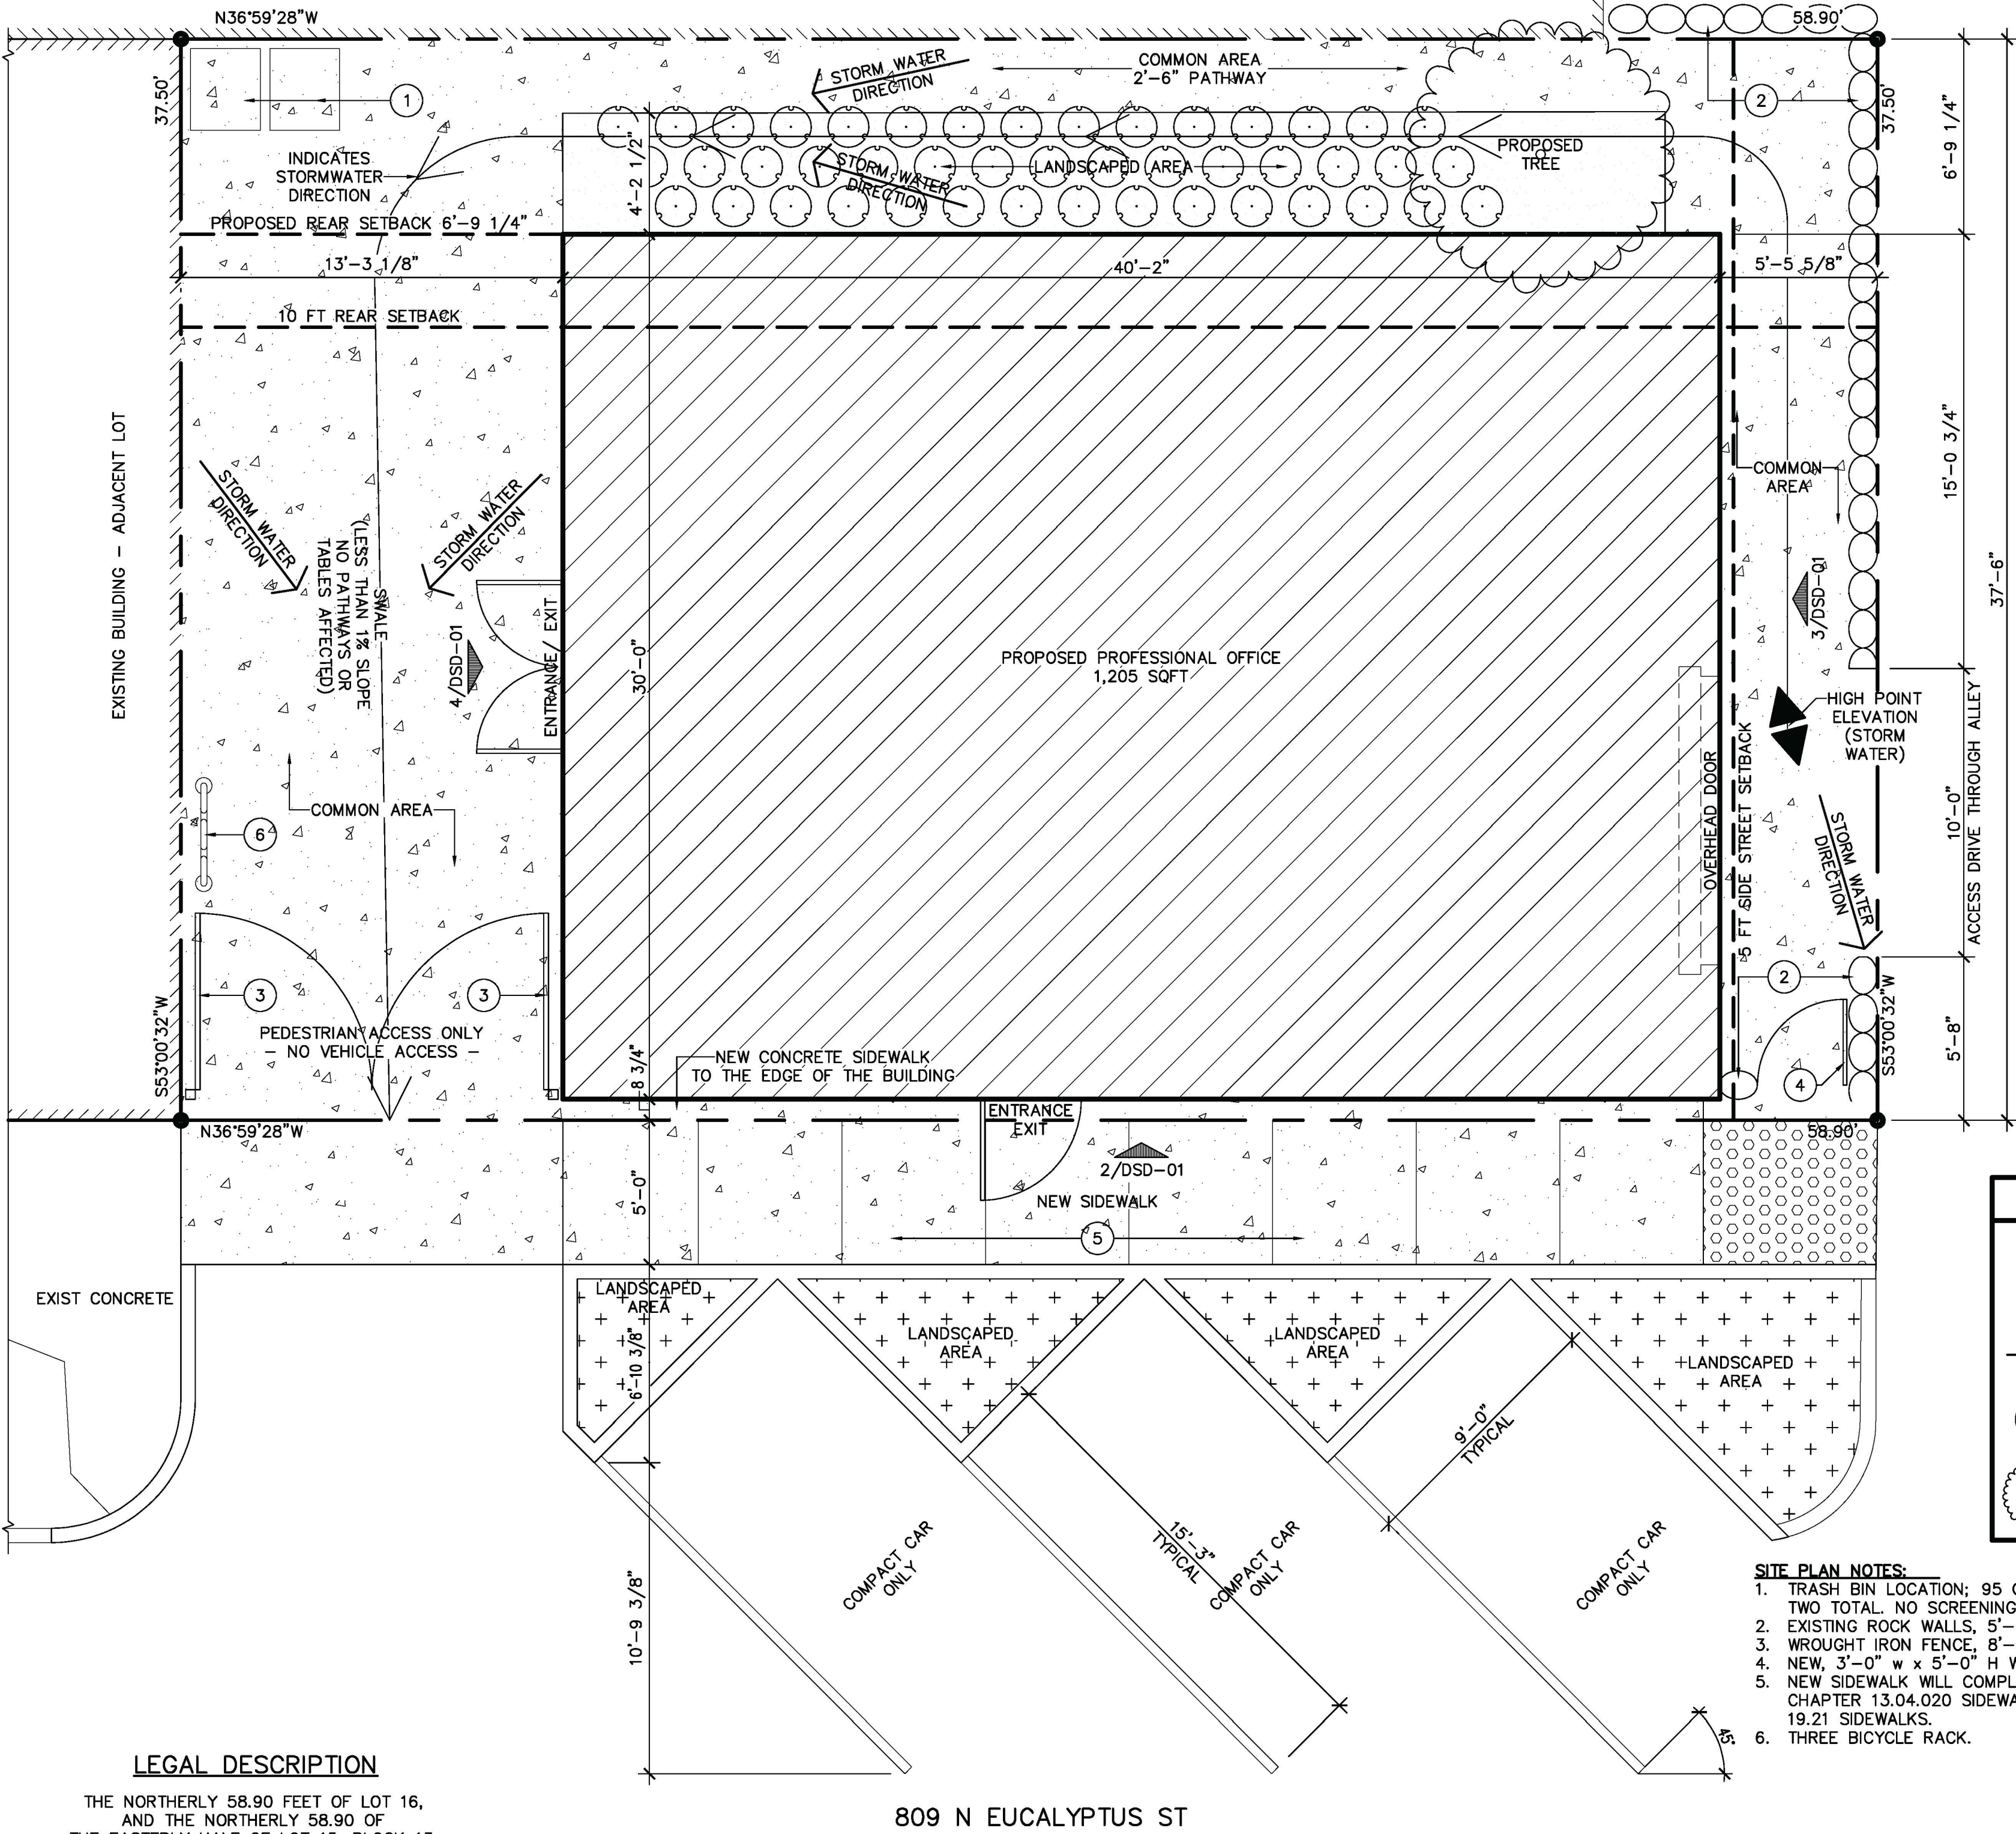 N36°59'28"W
58.90'
37.50'
1
STORM WATER
DIRECTION
COMMON AREA
2'-6" PATHWAY
2
37.50'
6'-9 1/4"
INDICATES
STORMWATER
DIRECTION
4'-2 1/2"
STORM WATER
DIRECTION
LANDSCAPED AREA
PROPOSED
TREE
PROPOSED REAR SETBACK 6'-9 1/4"
13'-3 1/8"
40'-2"
5'-5 5/8"
10 FT REAR SETBACK
EXISTING BUILDING - ADJACENT LOT
STORM WATER
DIRECTION
SWALE
(LESS THAN 1% SLOPE
NO PATHWAYS OR
TABLES AFFECTED)
STORM WATER
DIRECTION
4/DSD-01
ENTRANCE / EXIT
30'-0"
PROPOSED PROFESSIONAL OFFICE
1,205 SQFT
COMMON
AREA
3/DSD-01
15'-0 3/4"
37'-6"
HIGH POINT
ELEVATION
(STORM
WATER)
OVERHEAD DOOR
5 FT SIDE STREET SETBACK
STORM WATER
DIRECTION
10'-0"
ACCESS DRIVE THROUGH ALLEY
COMMON AREA
6
3
3
PEDESTRIAN ACCESS ONLY
- NO VEHICLE ACCESS -
S53°00'32"W
NEW CONCRETE SIDEWALK
TO THE EDGE OF THE BUILDING
8 3/4"
2
4
S53°00'32"W
5'-8"
N36°59'28"W
58.90'
ENTRANCE
EXIT
2/DSD-01
NEW SIDEWALK
5
5'-0"
EXIST CONCRETE
LANDSCAPED
AREA
LANDSCAPED
AREA
LANDSCAPED
AREA
LANDSCAPED
AREA
6'-10 3/8"
9'-0"
TYPICAL
15'-3"
TYPICAL
COMPACT CAR
ONLY
COMPACT CAR
ONLY
COMPACT CAR
ONLY
10'-9 3/8"
45°
SITE PLAN NOTES:
1. TRASH BIN LOCATION; 95 G
TWO TOTAL. NO SCREENING
2. EXISTING ROCK WALLS, 5'-
3. WROUGHT IRON FENCE, 8'-
4. NEW, 3'-0" w x 5'-0" H W
5. NEW SIDEWALK WILL COMPL
CHAPTER 13.04.020 SIDEWA
19.21 SIDEWALKS.
6. THREE BICYCLE RACK.
LEGAL DESCRIPTION
THE NORTHERLY 58.90 FEET OF LOT 16,
AND THE NORTHERLY 58.90 OF
809 N EUCALYPTUS ST